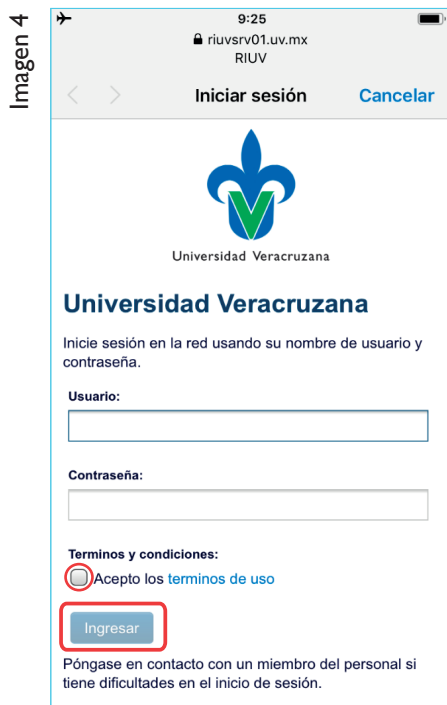 Imagen 4
9:25
riuvsrv01.uv.mx
RIUV
Iniciar sesión
Cancelar
Universidad Veracruzana
Universidad Veracruzana
Inicie sesión en la red usando su nombre de usuario y
contraseña.
Usuario:
Contraseña:
Terminos y condiciones:
Acepto los terminos de uso
Ingresar
Póngase en contacto con un miembro del personal si
tiene dificultades en el inicio de sesión.